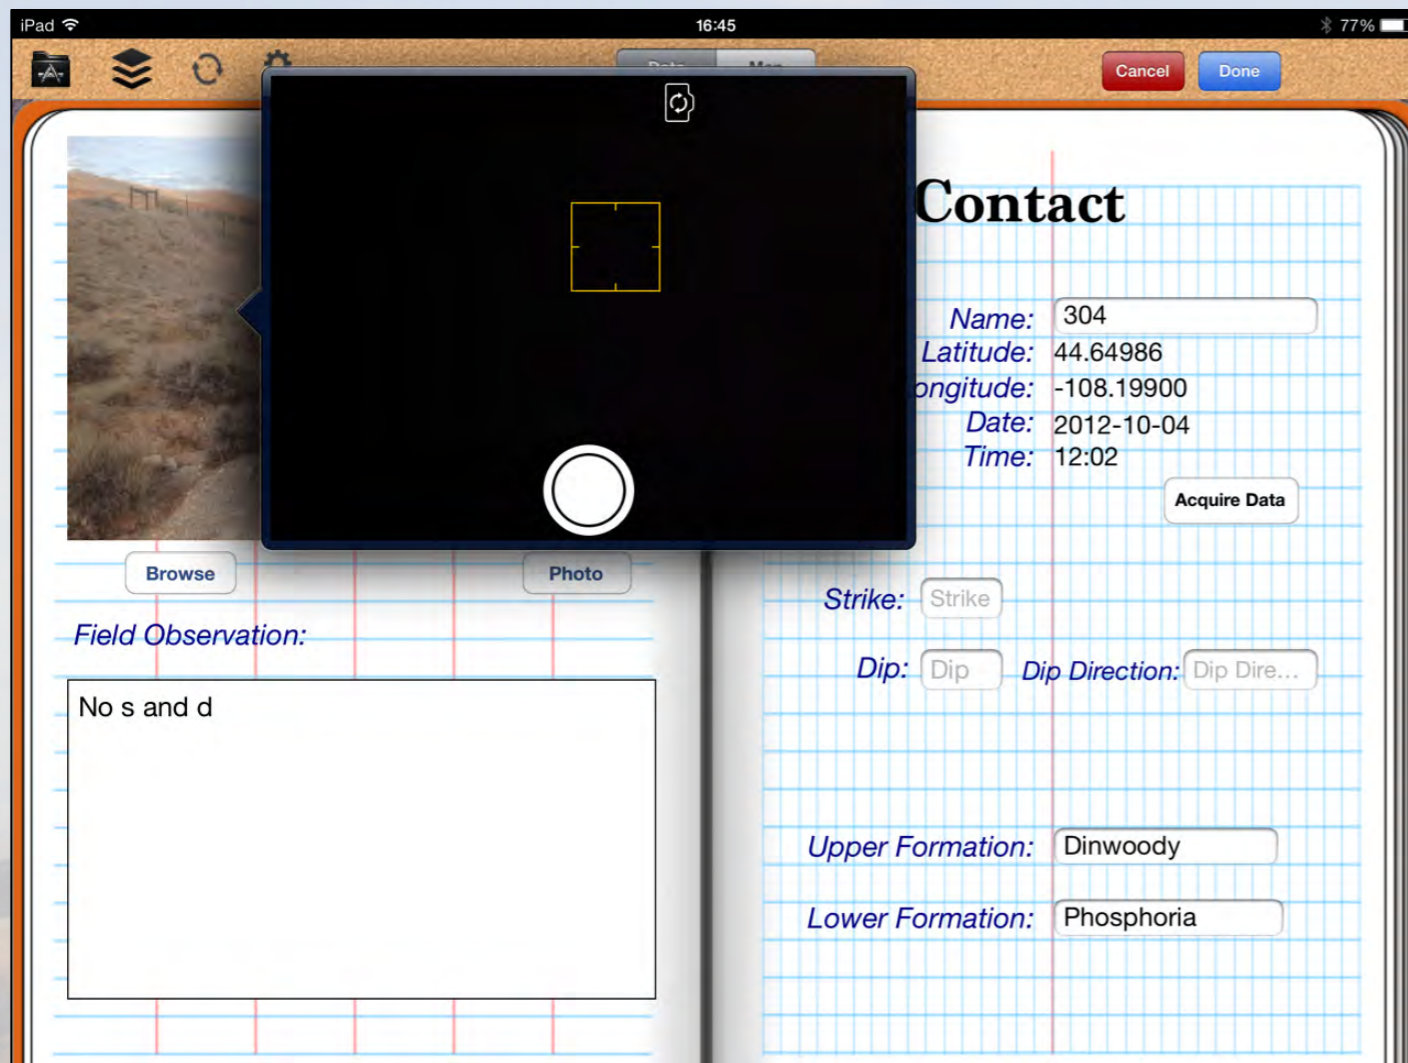 iPad 16:45 77%
Cancel Done
Contact
Name: 304
Latitude: 44.64986
ongitude: -108.19900
Date: 2012-10-04
Time: 12:02
Acquire Data
Browse Photo
Strike: Strike
Field Observation:
Dip: Dip Dip Direction: Dip Dire...
No s and d
Upper Formation: Dinwoody
Lower Formation: Phosphoria